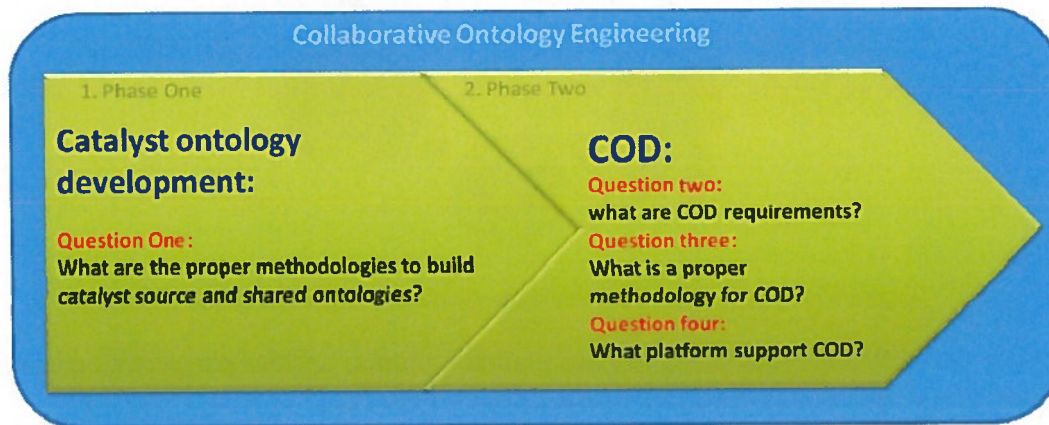 Collaborative Ontology Engineering
1. Phase One
Catalyst ontology
development:
Question One:
What are the proper methodologies to build
catalyst source and shared ontologies?
2. Phase Two
COD:
Question two:
what are COD requirements?
Question three:
What is a proper
methodology for COD?
Question four:
What platform support COD?